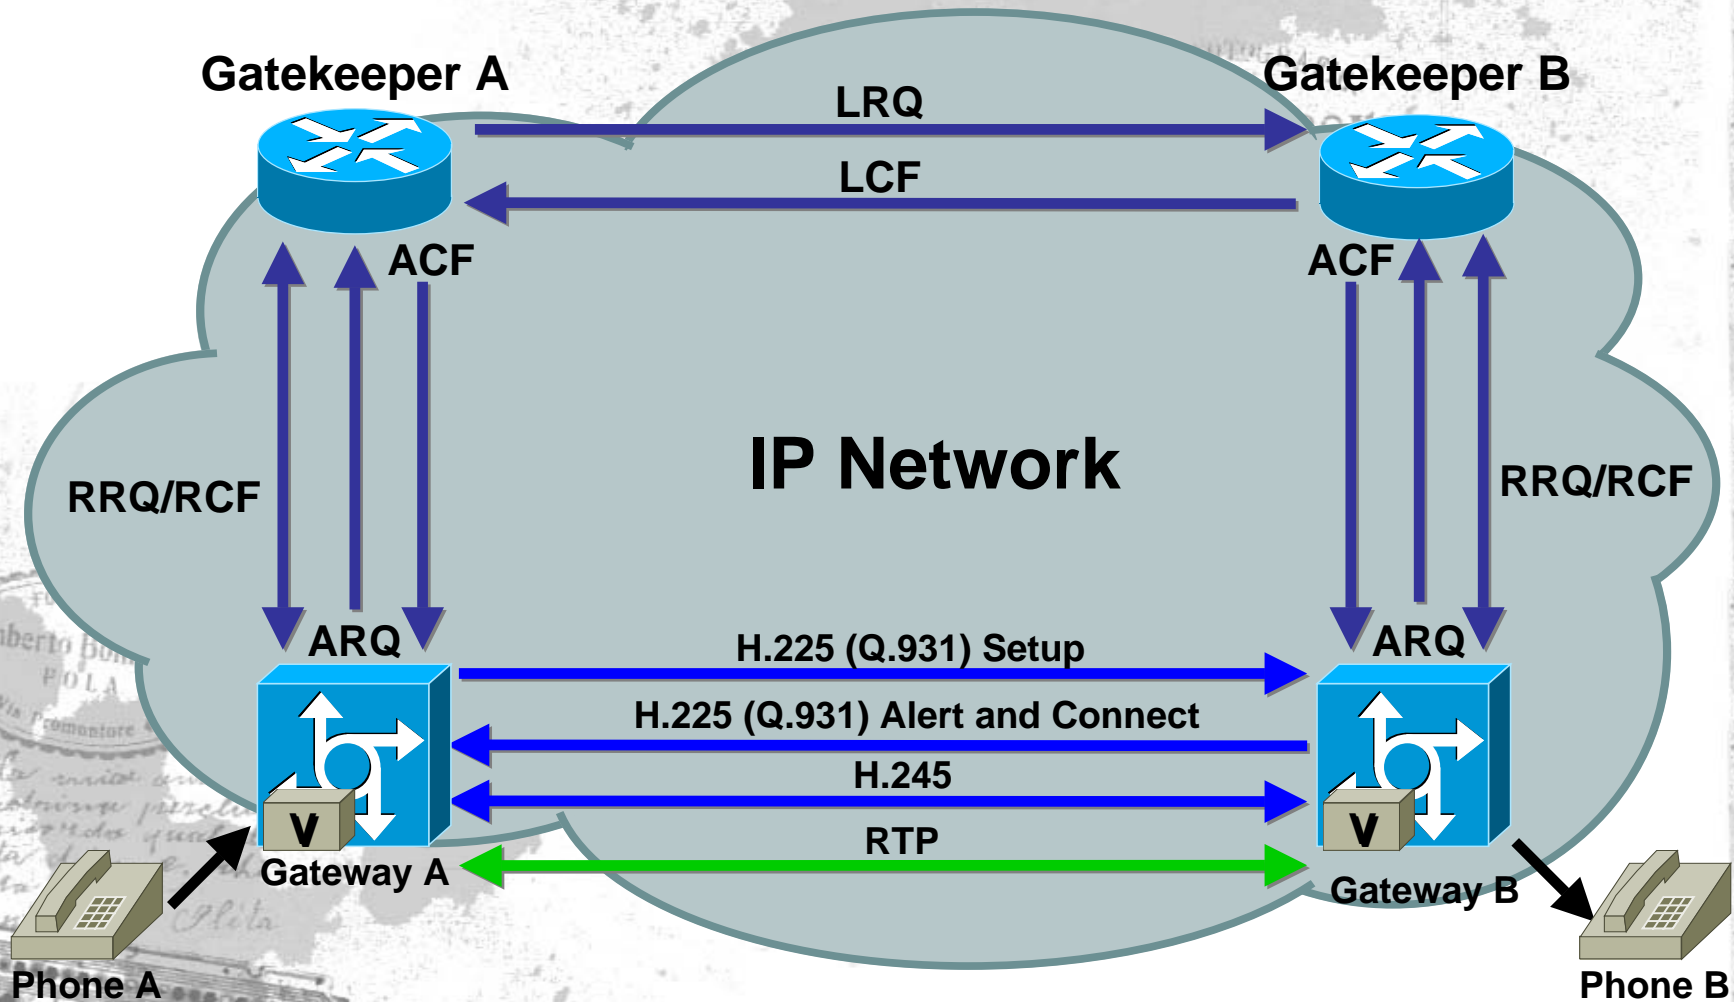 Gatekeeper A
Gatekeeper B
LRQ
LCF
ACF
ACF
IP Network
RRQ/RCF
RRQ/RCF
ARQ
ARQ
H.225 (Q.931) Setup
H.225 (Q.931) Alert and Connect
H.245
RTP
V
V
Gateway A
Gateway B
Phone A
Phone B